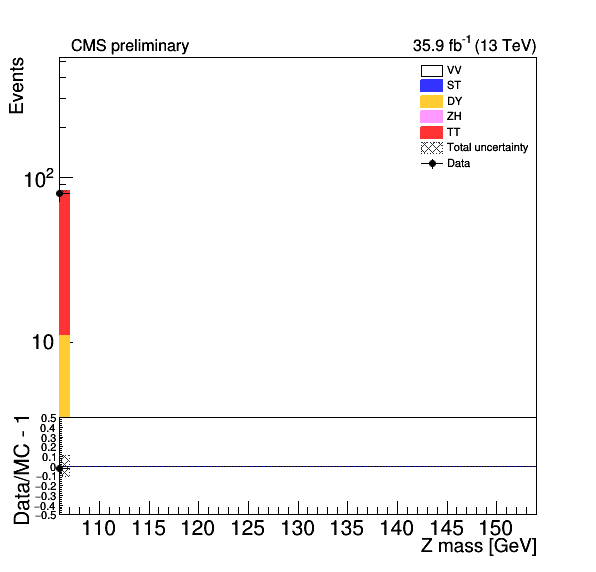 CMS preliminary
35.9 fb-1 (13 TeV)
Events
VV
ST
DY
ZH
TT
Total uncertainty
Data
10^2
10
Data/MC - 1
0.5
0.4
0.3
0.2
0.1
0
−0.1
−0.2
−0.3
−0.4
−0.5
110 115 120 125 130 135 140 145 150
Z mass [GeV]